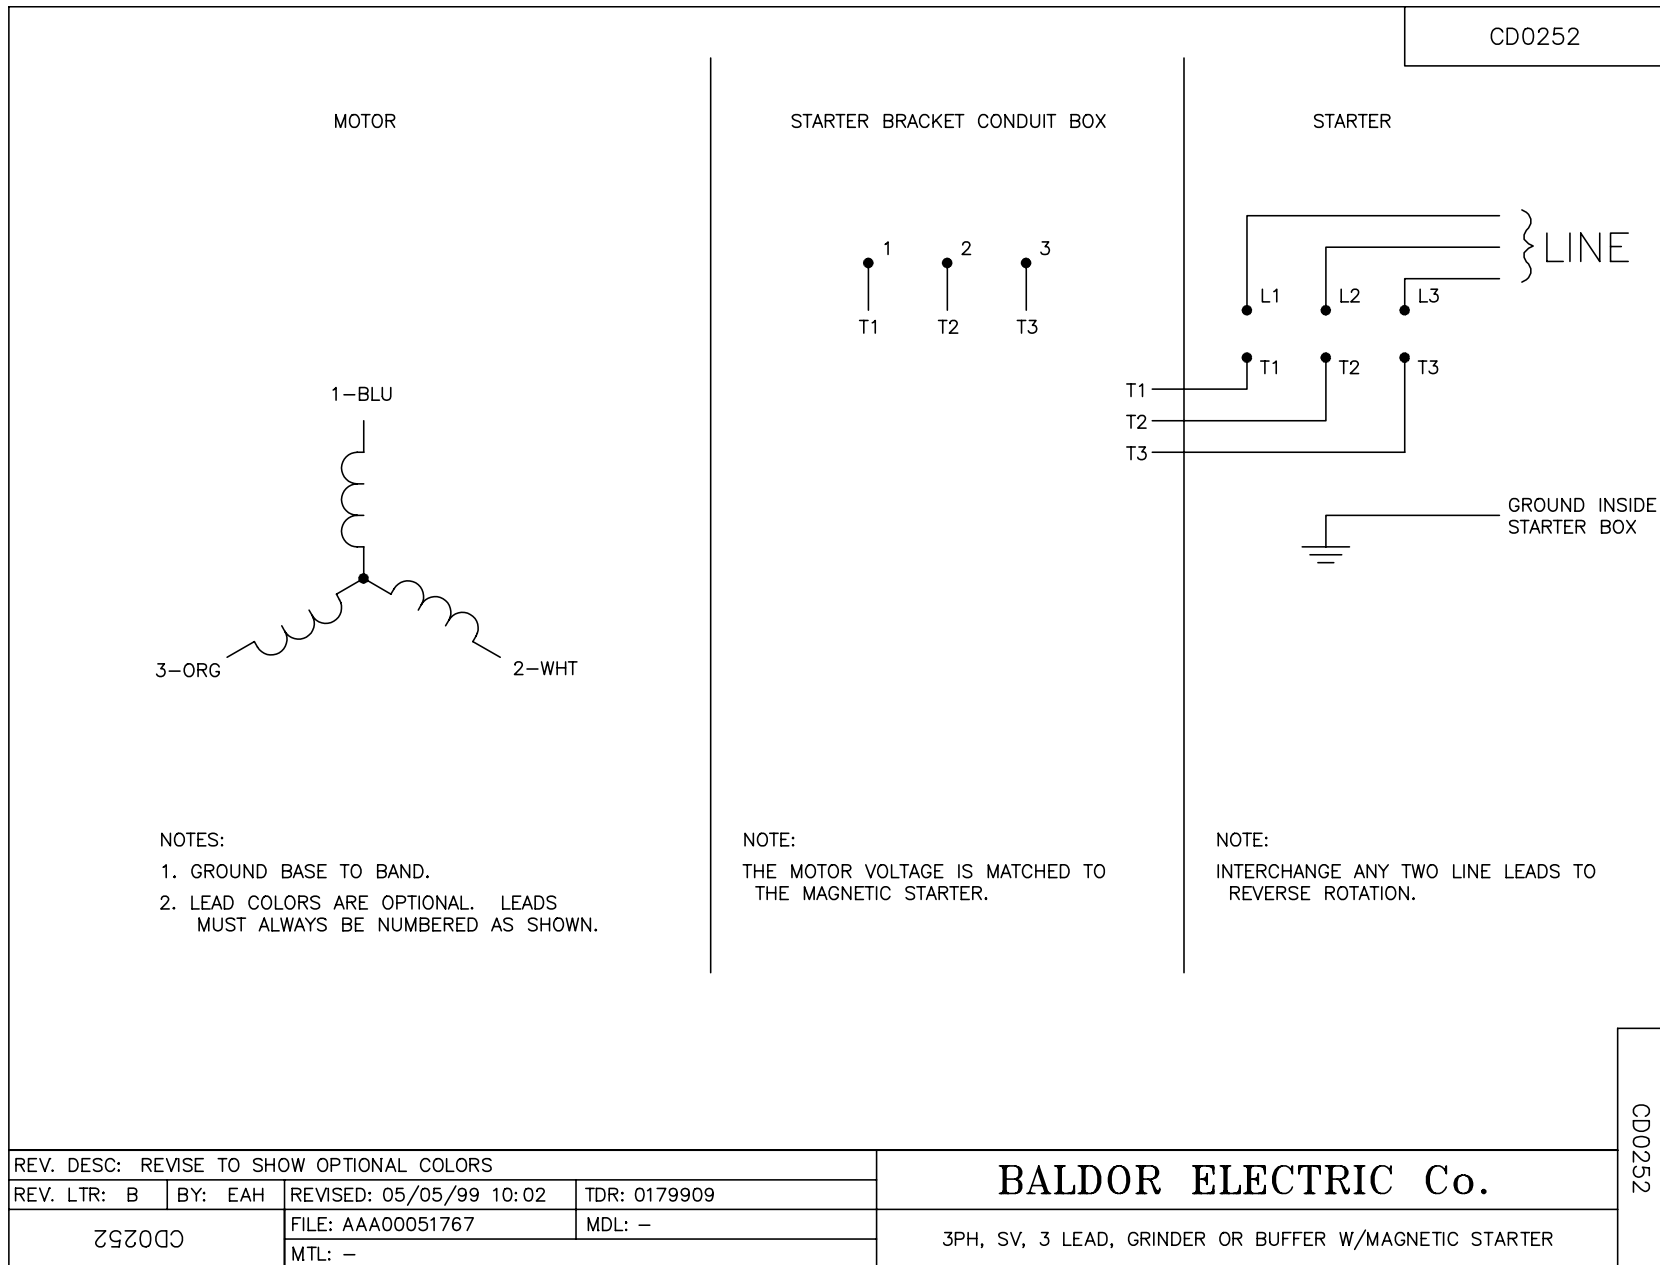 CD0252
MOTOR
STARTER BRACKET CONDUIT BOX
STARTER
1
2
3
T1
T2
T3
LINE
L1
L2
L3
T1
T2
T3
T1
T2
T3
GROUND INSIDE
STARTER BOX
1-BLU
3-ORG
2-WHT
NOTES:
1. GROUND BASE TO BAND.
2. LEAD COLORS ARE OPTIONAL. LEADS
MUST ALWAYS BE NUMBERED AS SHOWN.
NOTE:
THE MOTOR VOLTAGE IS MATCHED TO
THE MAGNETIC STARTER.
NOTE:
INTERCHANGE ANY TWO LINE LEADS TO
REVERSE ROTATION.
CD0252
REV. DESC: REVISE TO SHOW OPTIONAL COLORS
REV. LTR: B
BY: EAH
REVISED: 05/05/99 10:02
TDR: 0179909
CD0252
FILE: AAA00051767
MDL: -
MTL: -
BALDOR ELECTRIC Co.
3PH, SV, 3 LEAD, GRINDER OR BUFFER W/MAGNETIC STARTER